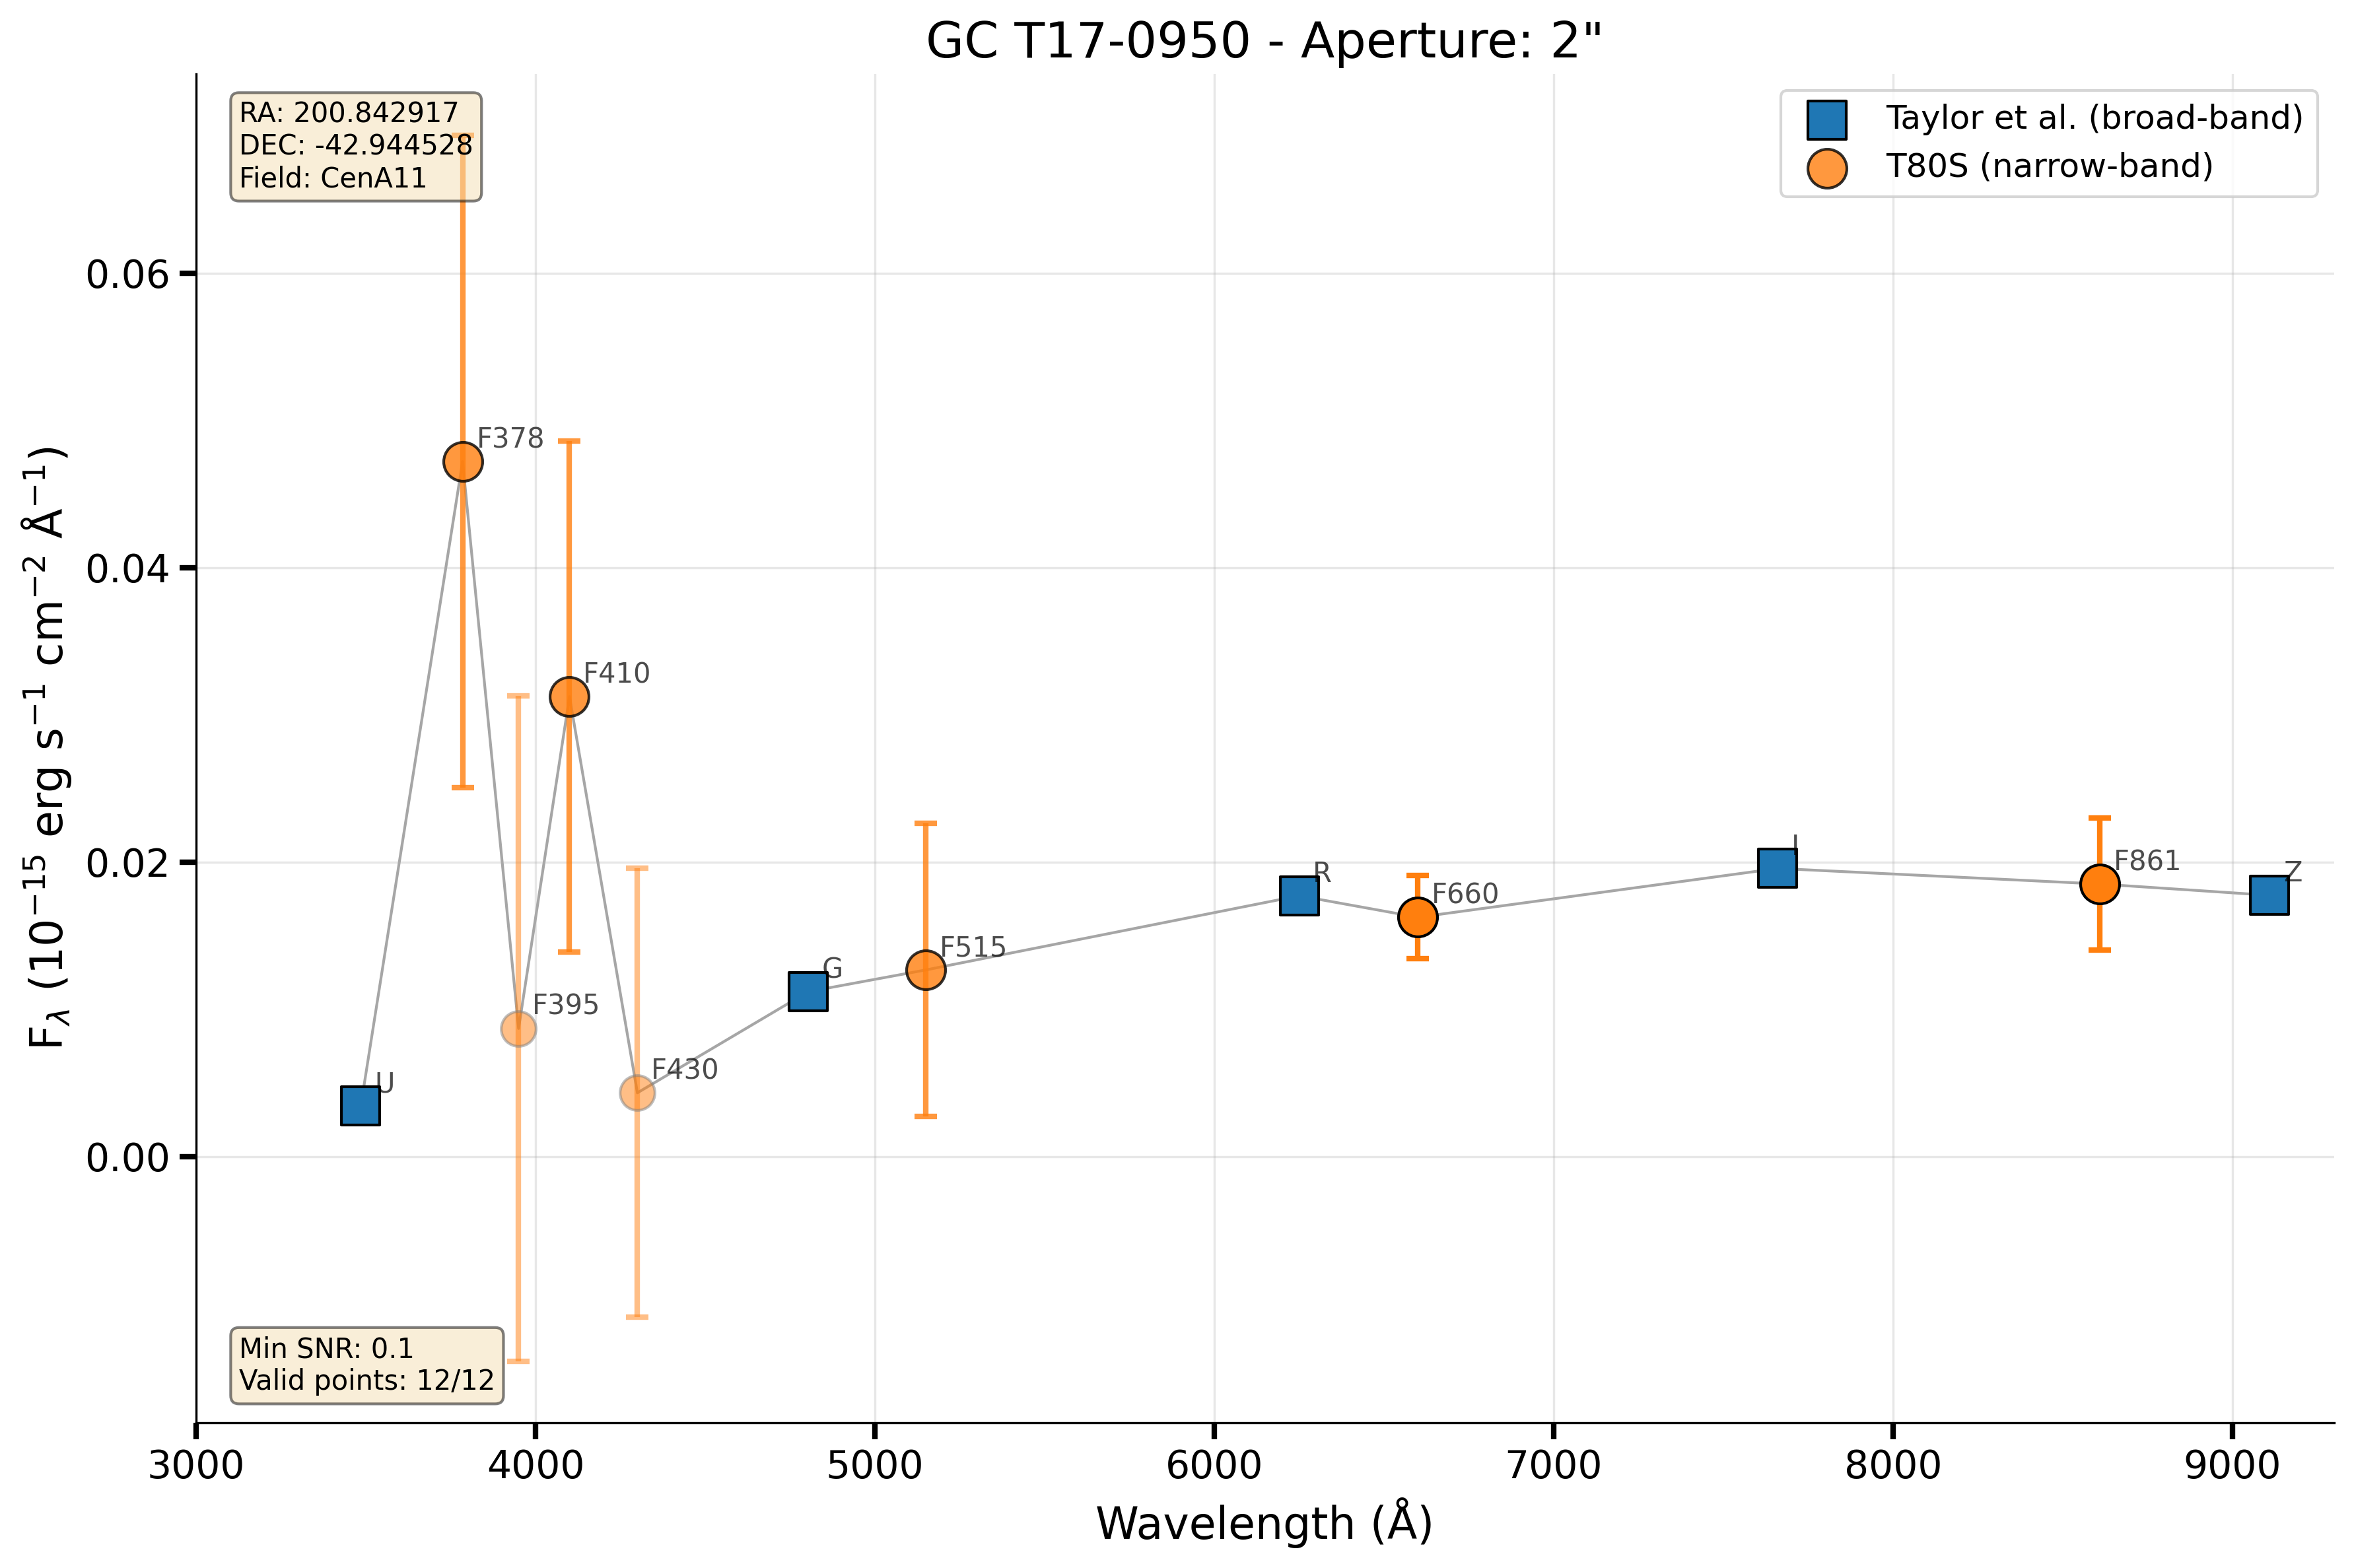 GC T17-0950 - Aperture: 2"
RA: 200.842917
DEC: -42.944528
Field: CenA11
Taylor et al. (broad-band)
T80S (narrow-band)
0.06
0.04
0.02
0.00
F$_{\lambda}$ (10$^{-15}$ erg s$^{-1}$ cm$^{-2}$ Å$^{-1}$)
U
F378
F395
F410
F430
G
F515
R
F660
I
F861
Z
Min SNR: 0.1
Valid points: 12/12
3000 4000 5000 6000 7000 8000 9000
Wavelength (Å)